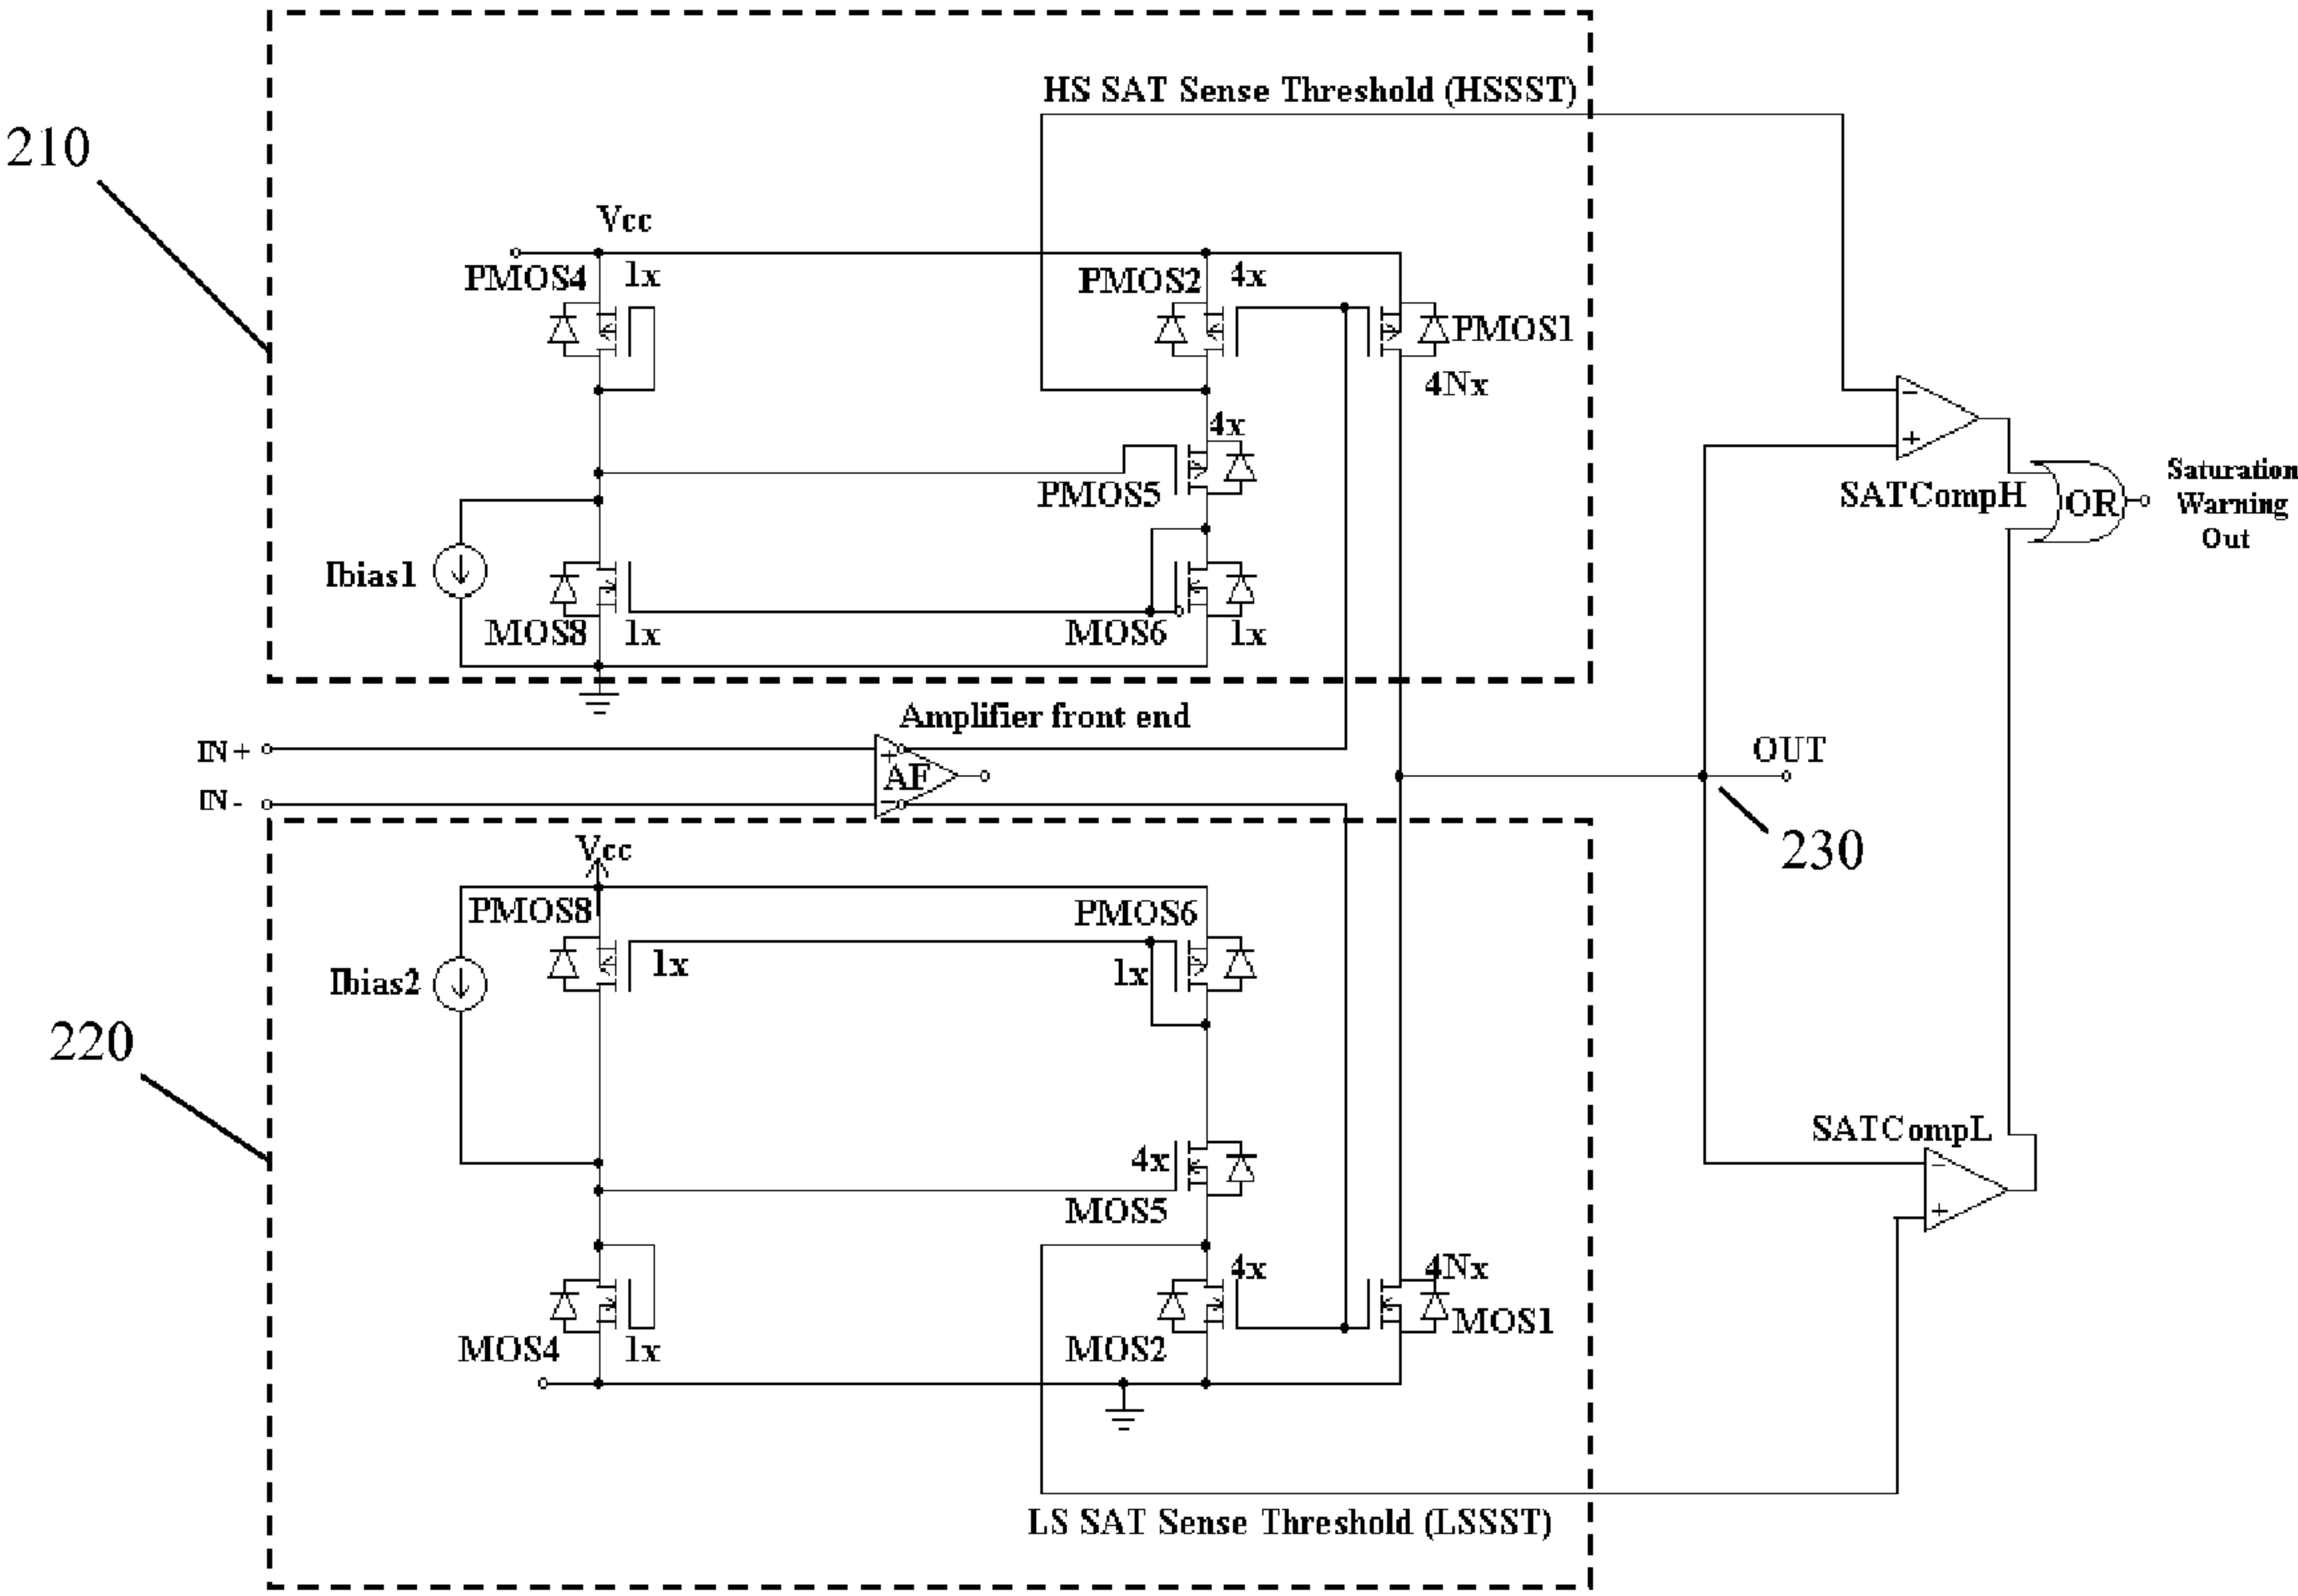 HS SAT Sense Threshold (HSSST)
210
Vcc
PMOS4
1x
PMOS2
4x
PMOS1
4Nx
4x
PMOS5
SATCompH
OR
Saturation
Warning
Out
Ibias1
MOS8
1x
MOS6
1x
Amplifier front end
IN+
IN-
+
AF
-
OUT
230
Vcc
PMOS8
1x
PMOS6
1x
Ibias2
220
4x
MOS5
SATCompL
-
+
-
+
4x
4Nx
MOS4
1x
MOS2
MOS1
LS SAT Sense Threshold (LSSST)